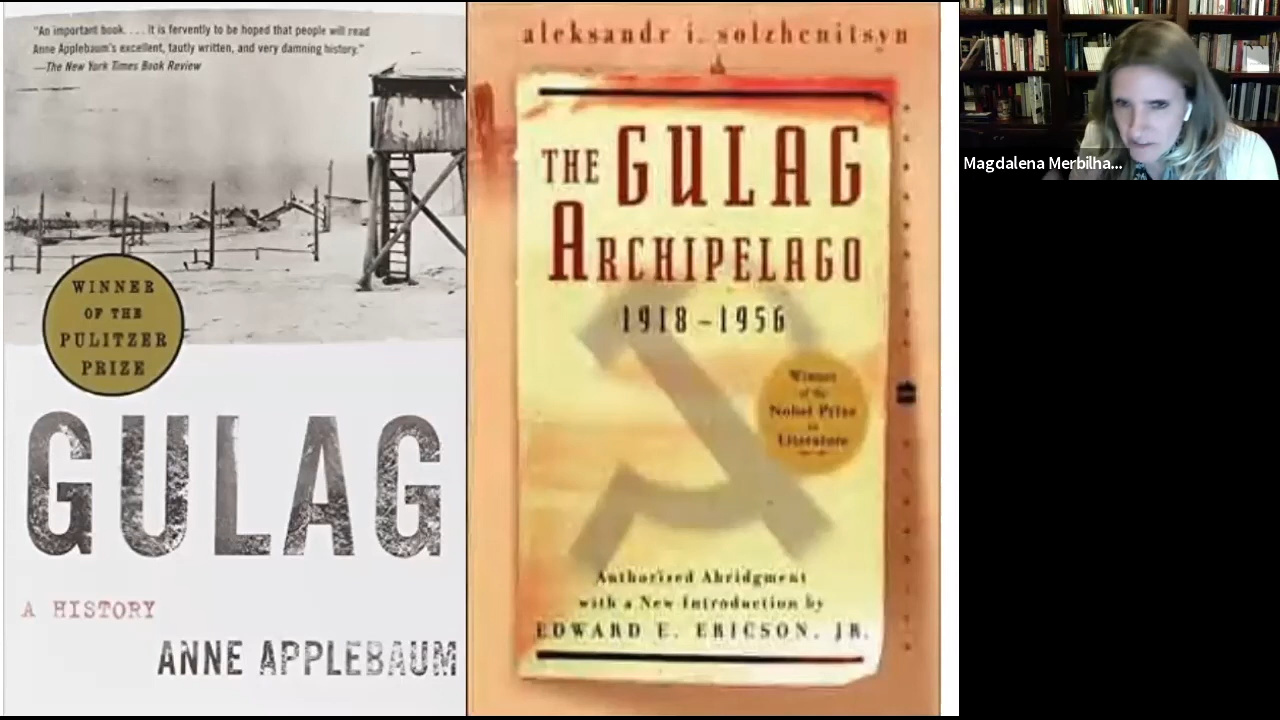 "An important book. . . . It is fervently to be hoped that people will read
Anne Applebaum's excellent, tautly written, and very damning history."
—The New York Times Book Review
WINNER
OF THE
PULITZER
PRIZE
GULAG
A HISTORY
ANNE APPLEBAUM
aleksandr i. solzhenitsyn
THE GULAG
ARCHIPELAGO
1918–1956
Winner
of the
Nobel Prize
in
Literature
Authorized Abridgment
with a New Introduction by
EDWARD E. ERICSON, JR.
Magdalena Merbilha...